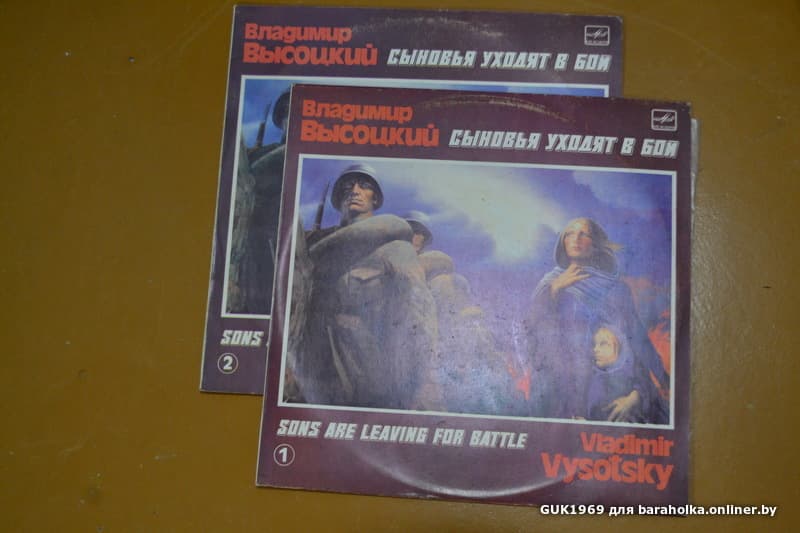 Владимир
Высоцкий СЫНОВЬЯ УХОДЯТ В БОЙ
SONS
2
Владимир
Высоцкий СЫНОВЬЯ УХОДЯТ В БОЙ
SONS ARE LEAVING FOR BATTLE
1
Vladimir
Vysotsky
GUK1969 для baraholka.onliner.by